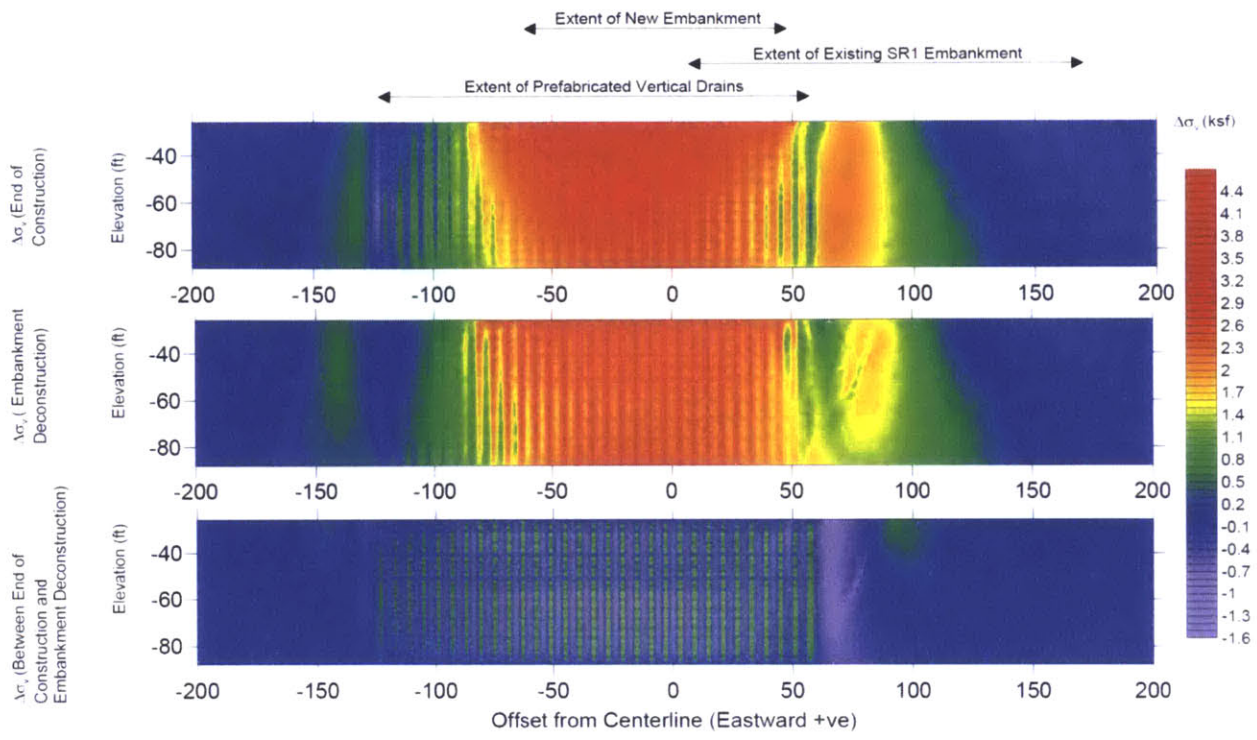 Extent of New Embankment
Extent of Existing SR1 Embankment
Extent of Prefabricated Vertical Drains
Δσv (ksf)
Δσv (End of
Construction)
Elevation (ft)
-40
-60
-80
-200 -150 -100 -50 0 50 100 150 200
Δσv (Embankment
Deconstruction)
Elevation (ft)
-40
-60
-80
-200 -150 -100 -50 0 50 100 150 200
Δσv (Between End of
Construction and
Embankment Deconstruction)
Elevation (ft)
-40
-60
-80
-200 -150 -100 -50 0 50 100 150 200
Offset from Centerline (Eastward +ve)
4.4
4.1
3.8
3.5
3.2
2.9
2.6
2.3
2
1.7
1.4
1.1
0.8
0.5
0.2
-0.1
-0.4
-0.7
-1
-1.3
-1.6